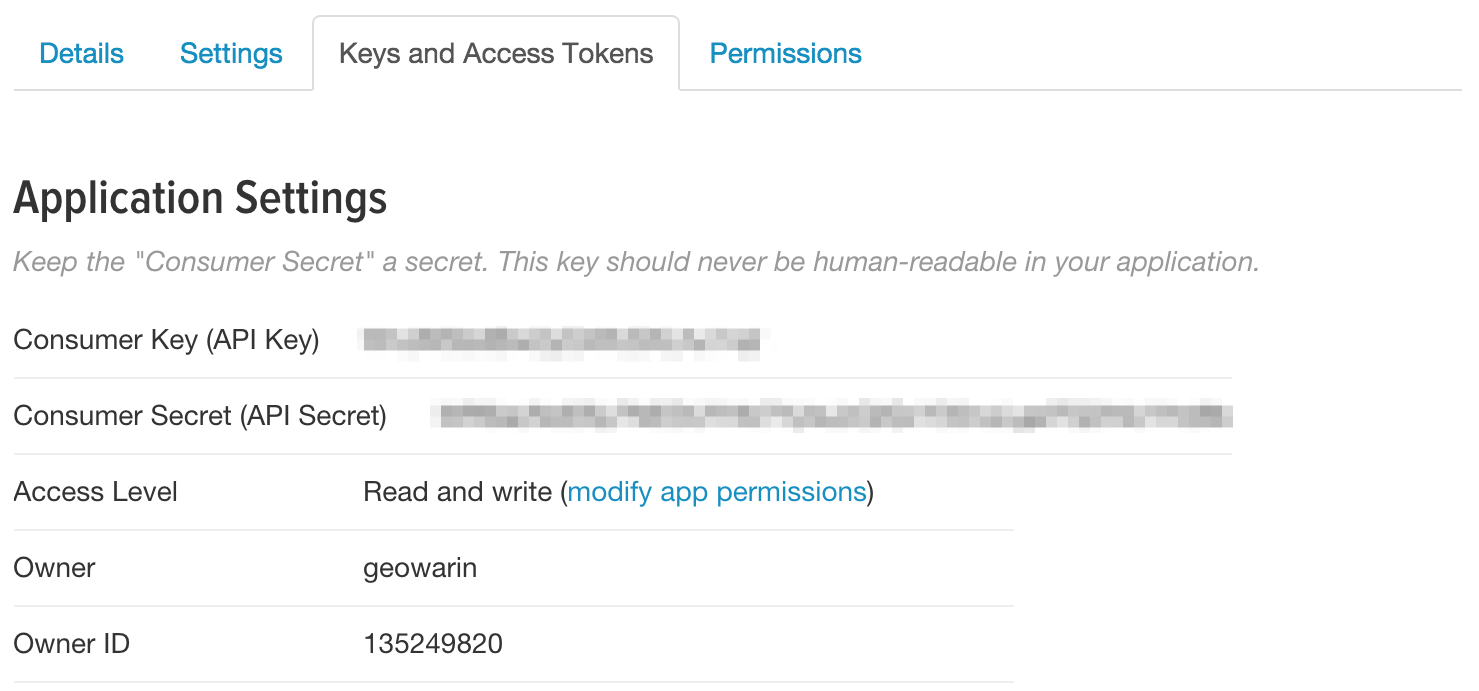 Details Settings Keys and Access Tokens Permissions
Application Settings
Keep the "Consumer Secret" a secret. This key should never be human-readable in your application.
Consumer Key (API Key)
Consumer Secret (API Secret)
Access Level Read and write (modify app permissions)
Owner geowarin
Owner ID 135249820